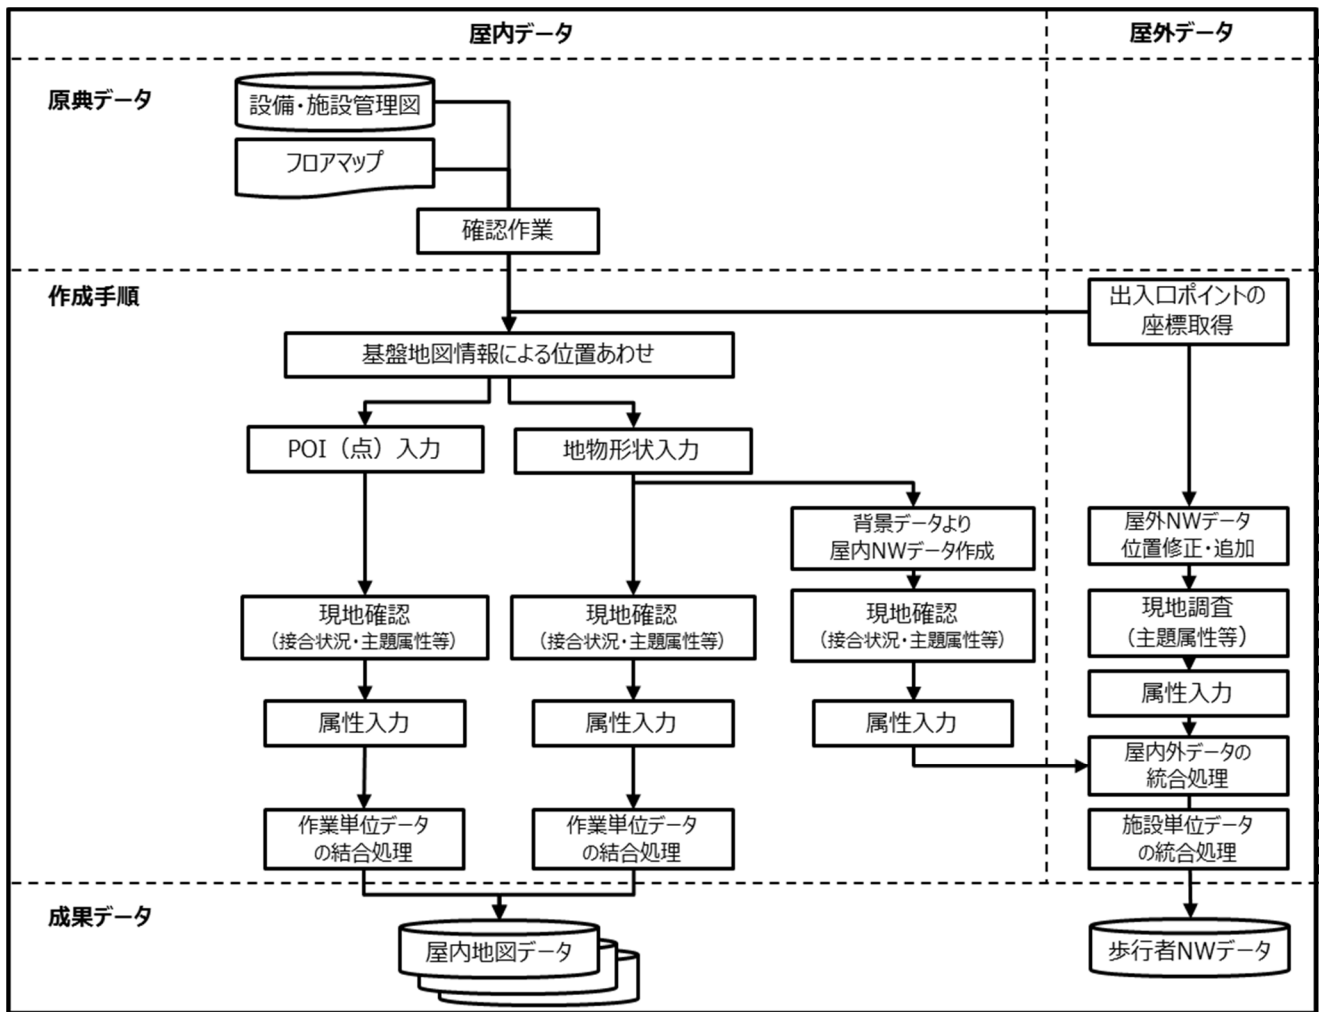 屋内データ
屋外データ
原典データ
設備・施設管理図
フロアマップ
確認作業
作成手順
出入口ポイントの
座標取得
基盤地図情報による位置あわせ
POI（点）入力
地物形状入力
背景データより
屋内NWデータ作成
屋外NWデータ
位置修正・追加
現地確認
（接合状況・主題属性等）
現地確認
（接合状況・主題属性等）
現地確認
（接合状況・主題属性等）
現地調査
（主題属性等）
属性入力
属性入力
属性入力
属性入力
屋内外データの
統合処理
作業単位データ
の結合処理
作業単位データ
の結合処理
施設単位データ
の統合処理
成果データ
屋内地図データ
歩行者NWデータ